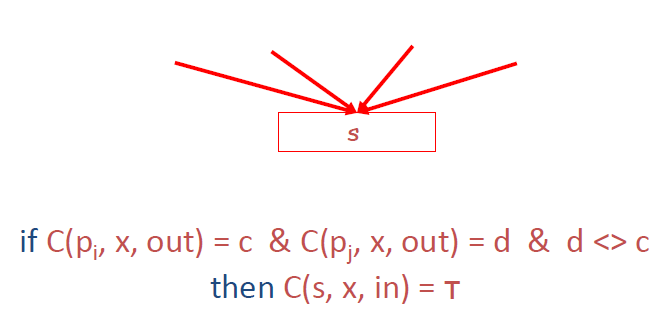 s
if C(pᵢ, x, out) = c & C(pⱼ, x, out) = d & d <> c
then C(s, x, in) = T